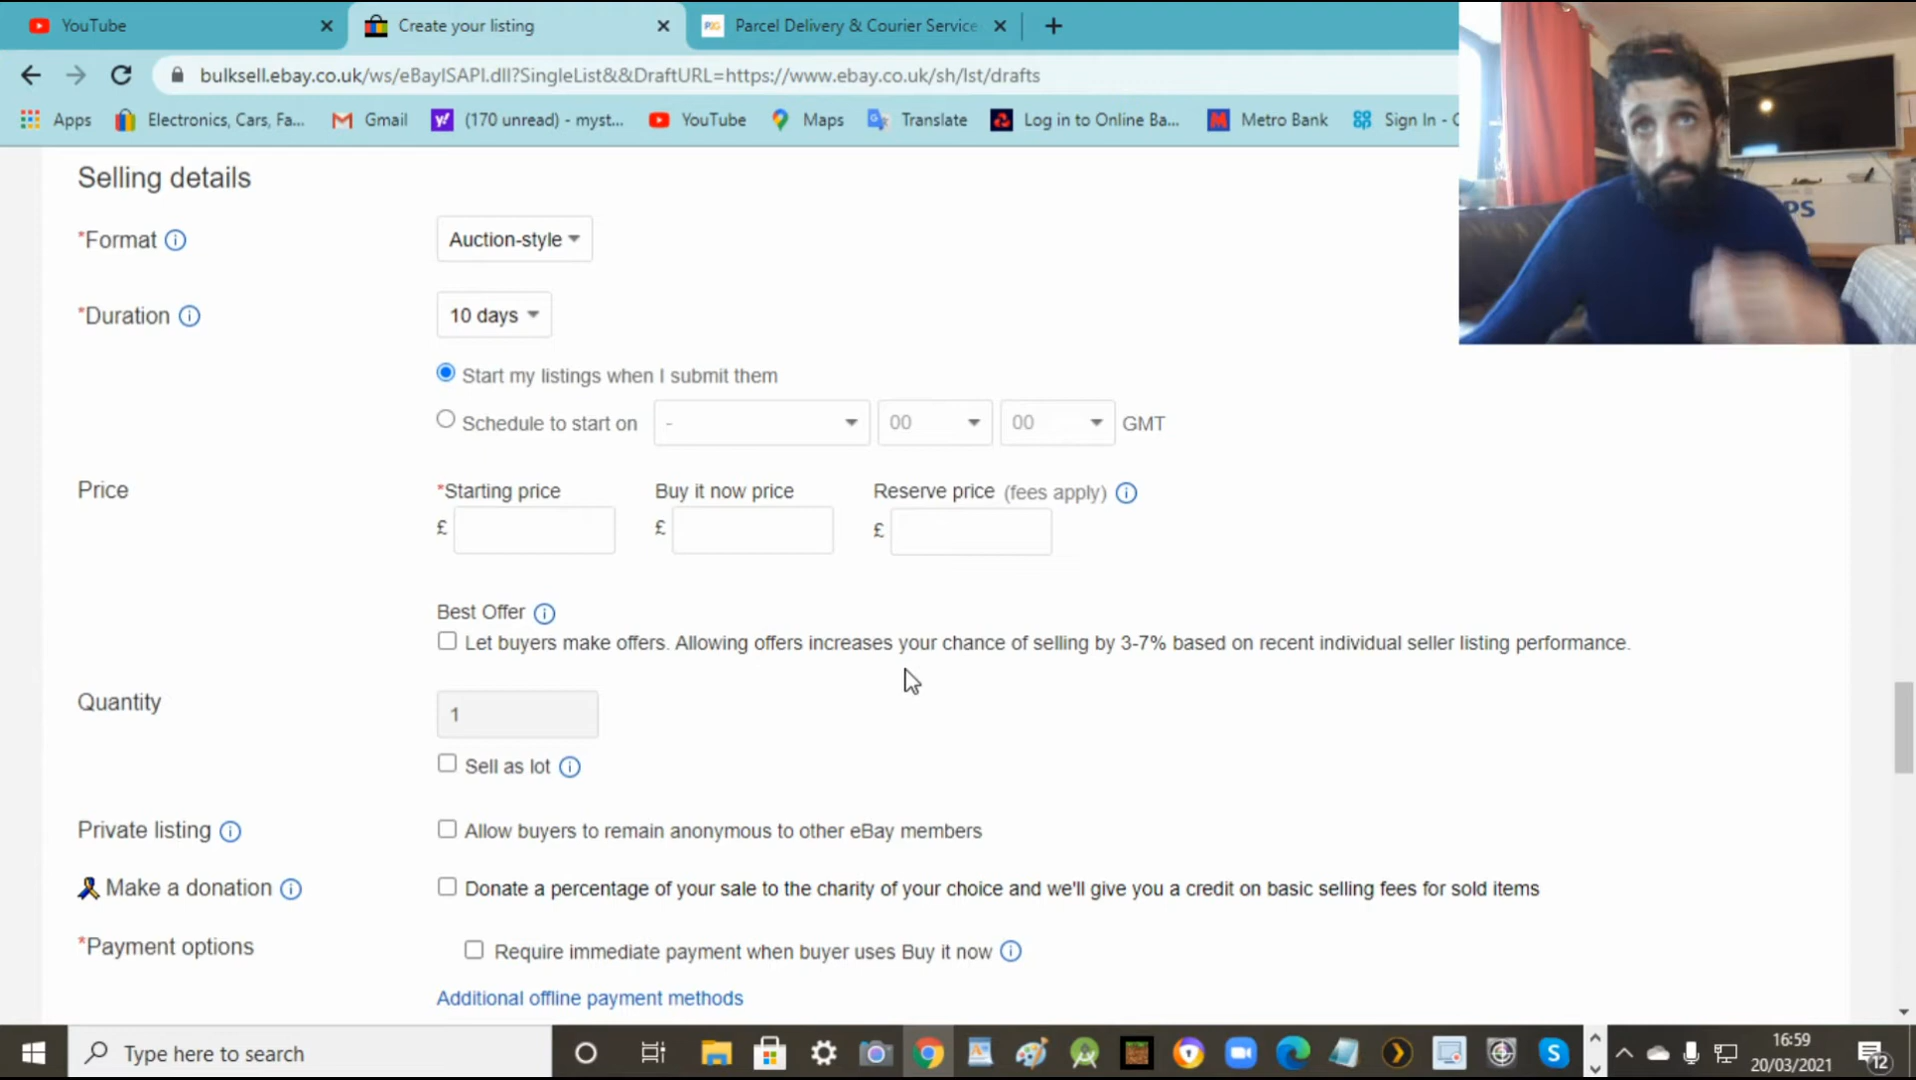 YouTube
Create your listing
Parcel Delivery & Courier Service
bulksell.ebay.co.uk/ws/eBayISAPI.dll?SingleList&&DraftURL=https://www.ebay.co.uk/sh/lst/drafts
Apps
Electronics, Cars, Fa...
Gmail
(170 unread) - myst...
YouTube
Maps
Translate
Log in to Online Ba...
Metro Bank
Sign In -
Selling details
*Format
Auction-style
*Duration
10 days
Start my listings when I submit them
Schedule to start on
-
00
00
GMT
Price
*Starting price
Buy it now price
Reserve price (fees apply)
£
£
£
Best Offer
Let buyers make offers. Allowing offers increases your chance of selling by 3-7% based on recent individual seller listing performance.
Quantity
1
Sell as lot
Private listing
Allow buyers to remain anonymous to other eBay members
Make a donation
Donate a percentage of your sale to the charity of your choice and we'll give you a credit on basic selling fees for sold items
*Payment options
Require immediate payment when buyer uses Buy it now
Additional offline payment methods
Type here to search
16:59
20/03/2021
12